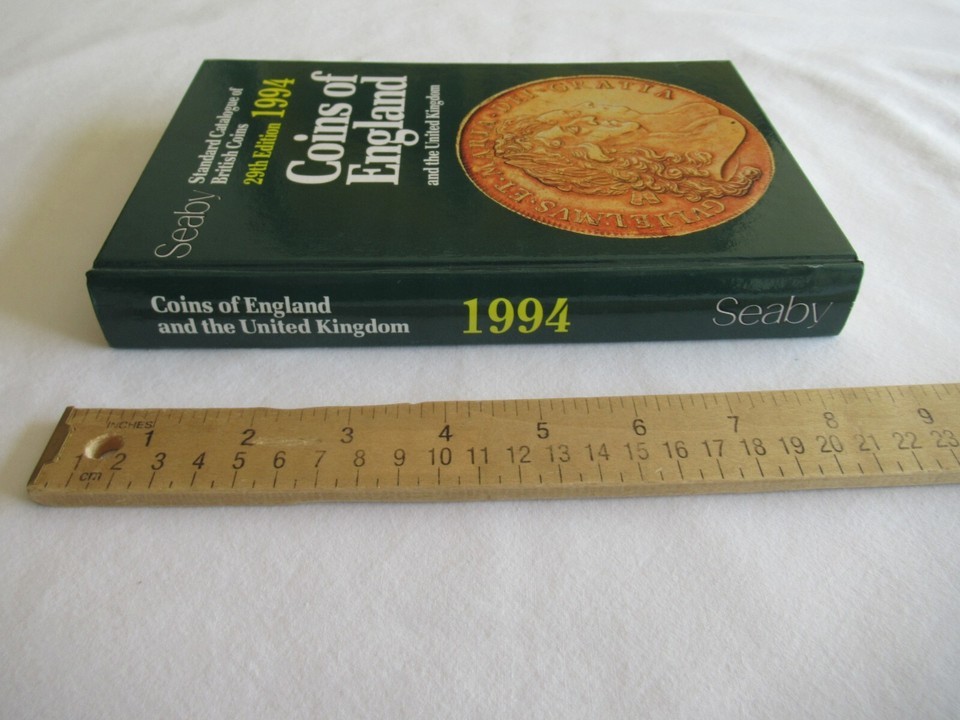 Seaby
Standard Catalogue of
British Coins
29th Edition 1994
Coins of
England
and the United Kingdom
DEI·GRATIA
GVLIELMVS·
Coins of England
and the United Kingdom
1994
Seaby
INCHES
1 2 3 4 5 6 7 8 9
1 2 3 4 5 6 7 8 9 10 11 12 13 14 15 16 17 18 19 20 21 22 23
cm